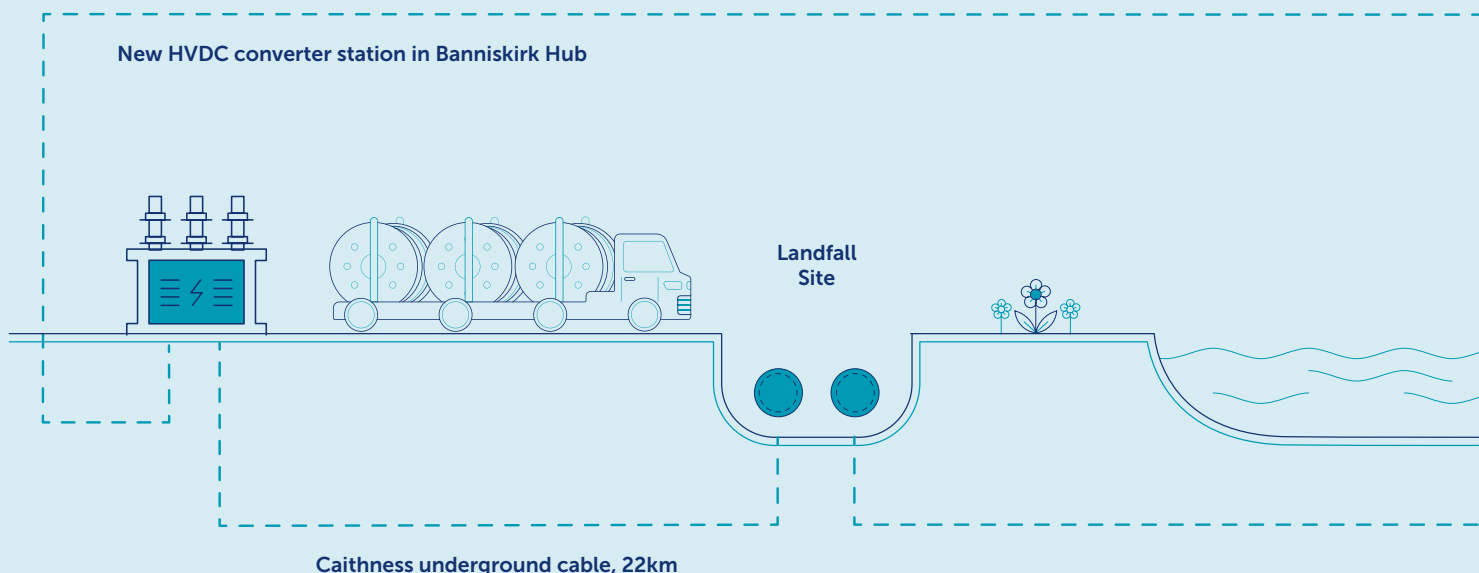 New HVDC converter station in Banniskirk Hub
Landfall
Site
Caithness underground cable, 22km